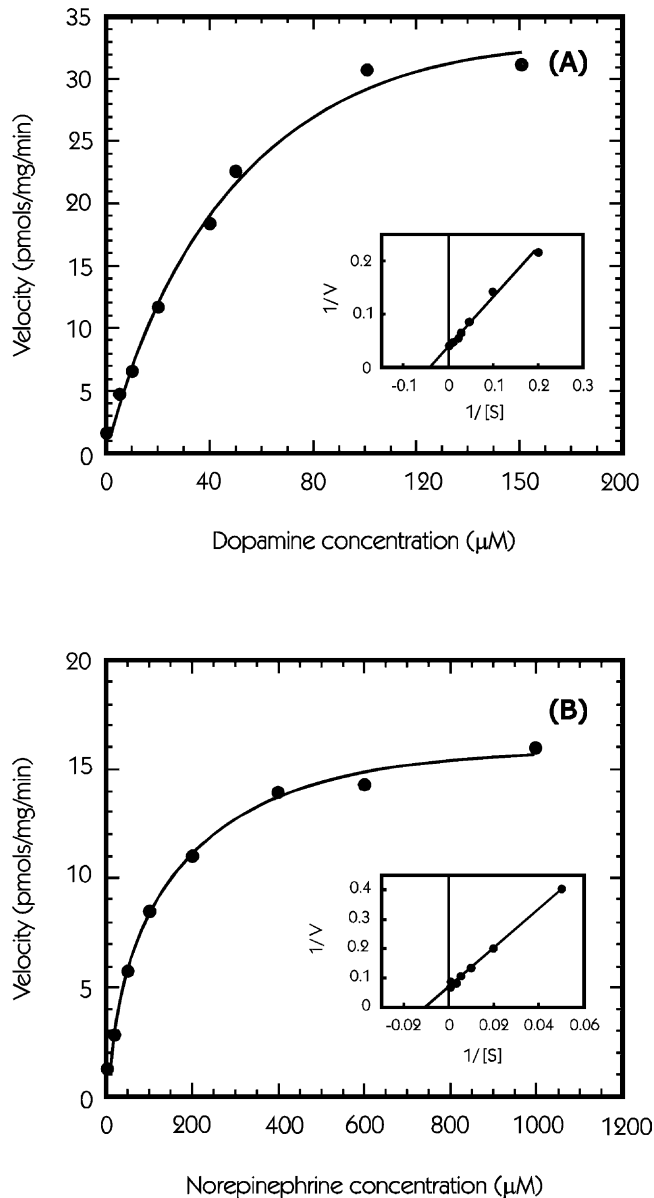 35
(A)
30
25
20
15
10
5
0
Velocity (pmols/mg/min)
0.2
0.1
0
1/ V
-0.1 0 0.1 0.2 0.3
1/ [S]
0 40 80 120 150 200
Dopamine concentration (µM)
20
(B)
15
10
5
0
Velocity (pmols/mg/min)
0.4
0.3
0.2
0.1
0
1/ V
-0.02 0 0.02 0.04 0.06
1/ [S]
0 200 400 600 800 1000 1200
Norepinephrine concentration (µM)